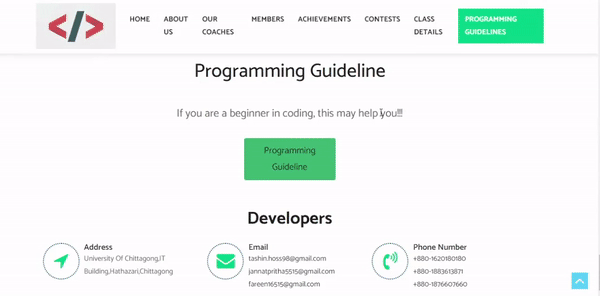 HOME
ABOUT
US
OUR
COACHES
MEMBERS
ACHIEVEMENTS
CONTESTS
CLASS
DETAILS
PROGRAMMING
GUIDELINES
Programming Guideline
If you are a beginner in coding, this may help you!!!
Programming
Guideline
Developers
Address
University Of Chittagong,IT
Building,Hathazari,Chittagong
Email
tashin.hoss98@gmail.com
jannatpritha5515@gmail.com
fareen16515@gmail.com
Phone Number
+880-1620180180
+880-1883613871
+880-1876607660